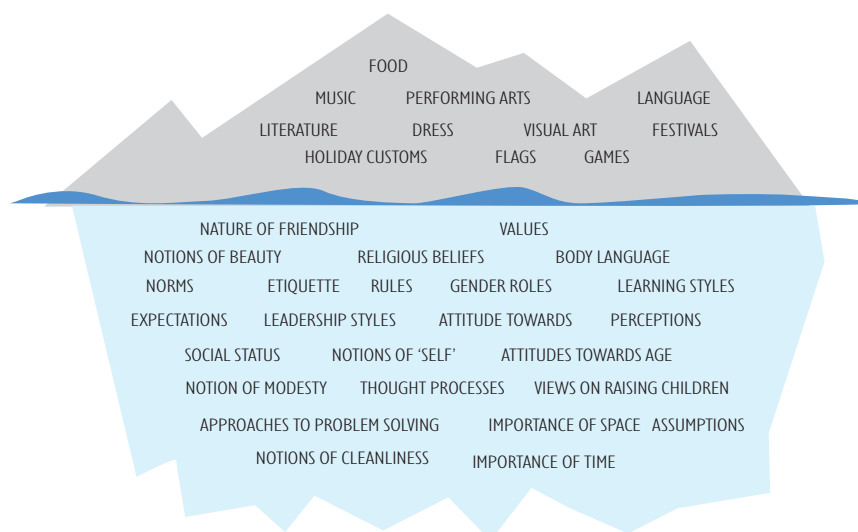 FOOD
MUSIC PERFORMING ARTS LANGUAGE
LITERATURE DRESS VISUAL ART FESTIVALS
HOLIDAY CUSTOMS FLAGS GAMES
NATURE OF FRIENDSHIP VALUES
NOTIONS OF BEAUTY RELIGIOUS BELIEFS BODY LANGUAGE
NORMS ETIQUETTE RULES GENDER ROLES LEARNING STYLES
EXPECTATIONS LEADERSHIP STYLES ATTITUDE TOWARDS PERCEPTIONS
SOCIAL STATUS NOTIONS OF ‘SELF’ ATTITUDES TOWARDS AGE
NOTION OF MODESTY THOUGHT PROCESSES VIEWS ON RAISING CHILDREN
APPROACHES TO PROBLEM SOLVING IMPORTANCE OF SPACE ASSUMPTIONS
NOTIONS OF CLEANLINESS IMPORTANCE OF TIME